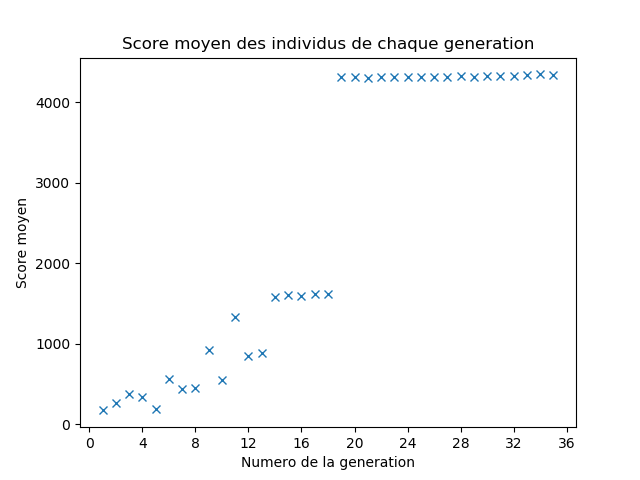 Score moyen des individus de chaque generation
Score moyen
4000
3000
2000
1000
0
0 4 8 12 16 20 24 28 32 36
Numero de la generation